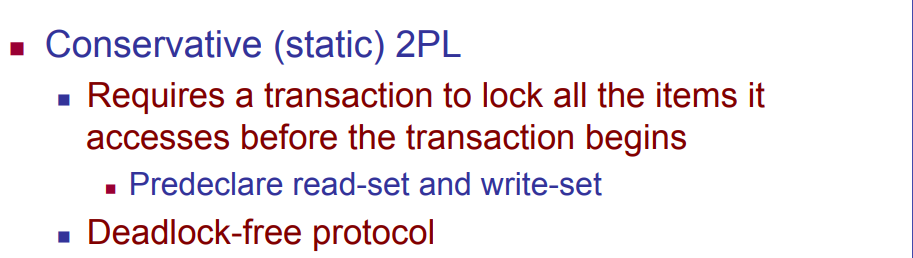 Conservative (static) 2PL
Requires a transaction to lock all the items it
accesses before the transaction begins
Predeclare read-set and write-set
Deadlock-free protocol